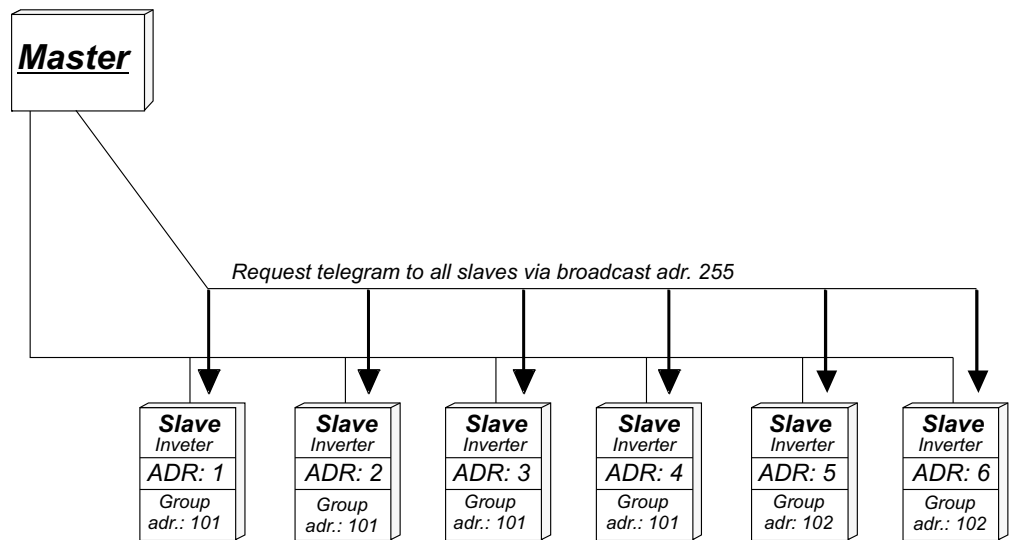 Master
Request telegram to all slaves via broadcast adr. 255
Slave
Inveter
ADR: 1
Group
adr.: 101
Slave
Inverter
ADR: 2
Group
adr.: 101
Slave
Inverter
ADR: 3
Group
adr.: 101
Slave
Inverter
ADR: 4
Group
adr.: 101
Slave
Inverter
ADR: 5
Group
adr: 102
Slave
Inverter
ADR: 6
Group
adr.: 102